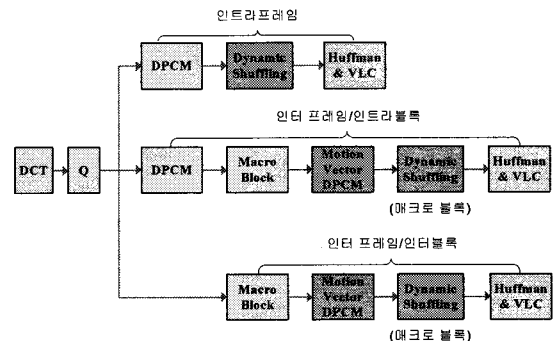 인트라프레임
DPCM
Dynamic
Shuffling
Huffman
& VLC
인터 프레임/인트라블록
DCT
Q
DPCM
Macro
Block
Motion
Vector
DPCM
Dynamic
Shuffling
Huffman
& VLC
(매크로 블록)
인터 프레임/인터블록
Macro
Block
Motion
Vector
DPCM
Dynamic
Shuffling
Huffman
& VLC
(매크로 블록)